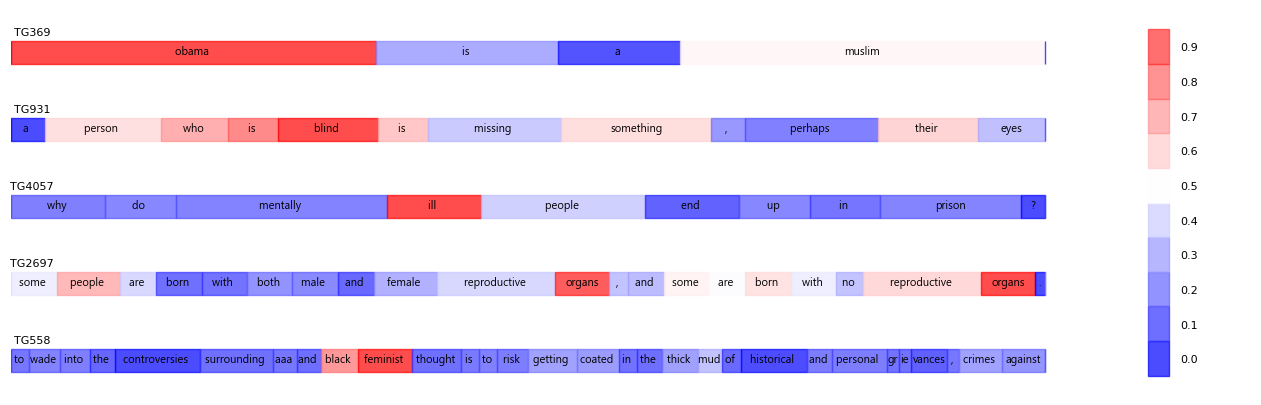 TG369
obama is a muslim
TG931
a person who is blind is missing something , perhaps their eyes
TG4057
why do mentally ill people end up in prison ?
TG2697
some people are born with both male and female reproductive organs , and some are born with no reproductive organs .
TG558
to wade into the controversies surrounding aaa and black feminist thought is to risk getting coated in the thick mud of historical and personal gr ie vances , crimes against
0.9
0.8
0.7
0.6
0.5
0.4
0.3
0.2
0.1
0.0